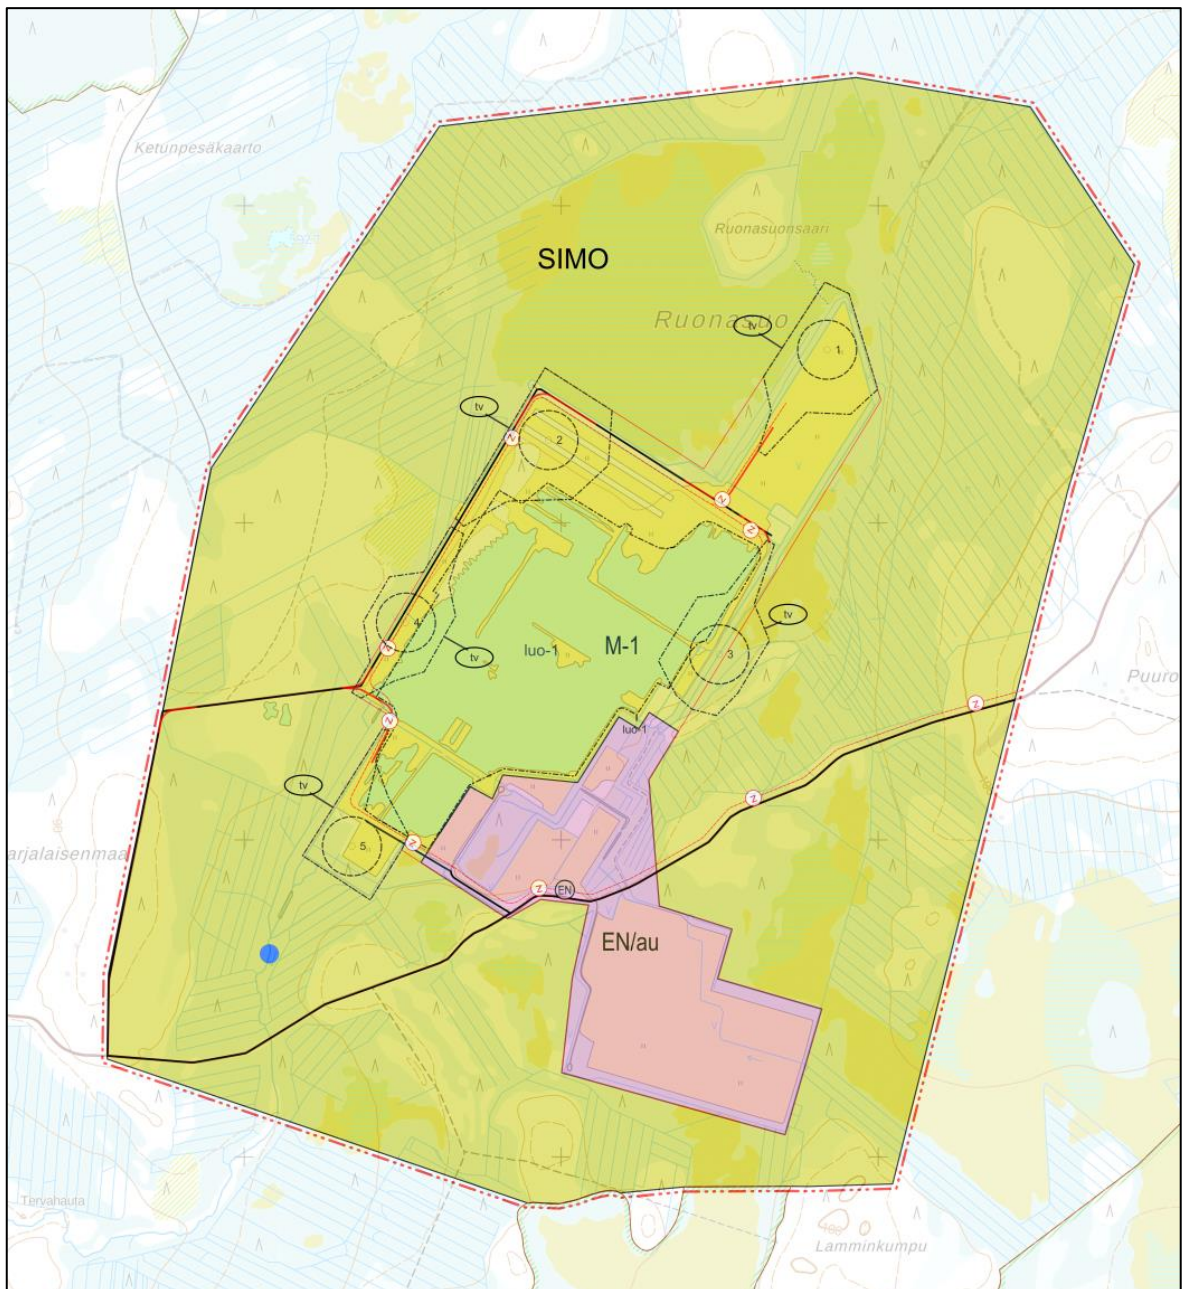 Ketunpesäkaarto
Ruonasuonsaari
SIMO
Ruonasuo
tv
1
tv
2
Z
Z
Z
tv
4
luo-1
M-1
3
tv
Z
Puuro
Z
Z
luo-1
tv
Z
Z
5
arjalaisenmaa
Z
EN
EN/au
Tervahauta
Lamminkumpu